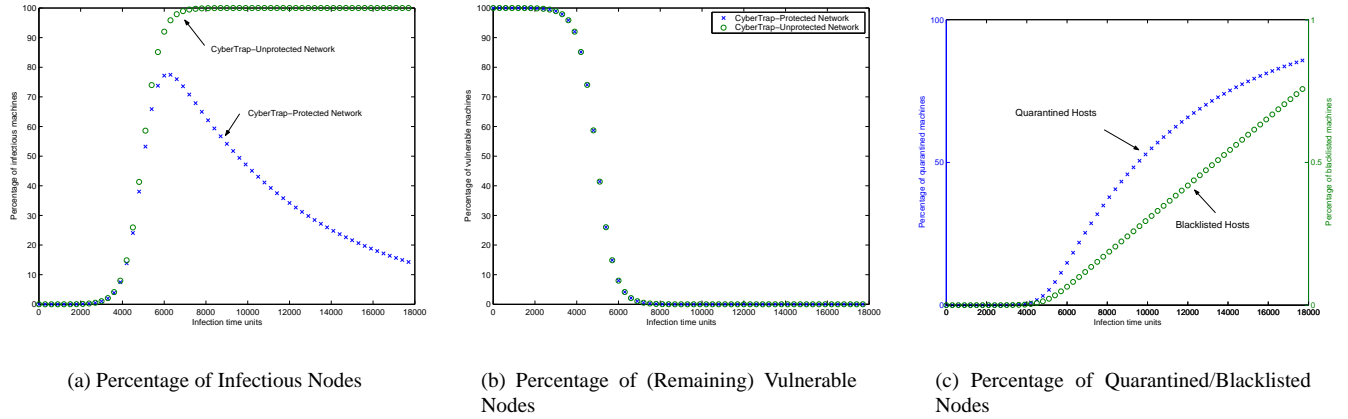 100
90
80
70
60
50
40
30
20
10
0
Percentage of infectious machines
CyberTrap−Unprotected Network
CyberTrap−Protected Network
0 2000 4000 6000 8000 10000 12000 14000 16000 18000
Infection time units
(a) Percentage of Infectious Nodes
100
90
80
70
60
50
40
30
20
10
0
Percentage of vulnerable machines
CyberTrap−Protected Network
CyberTrap−Unprotected Network
0 2000 4000 6000 8000 10000 12000 14000 16000 18000
Infection time units
(b) Percentage of (Remaining) Vulnerable
Nodes
100
50
0
Percentage of quarantined machines
Quarantined Hosts
Blacklisted Hosts
1
0.5
0
Percentage of blacklisted machines
0 2000 4000 6000 8000 10000 12000 14000 16000 18000
Infection time units
(c) Percentage of Quarantined/Blacklisted
Nodes